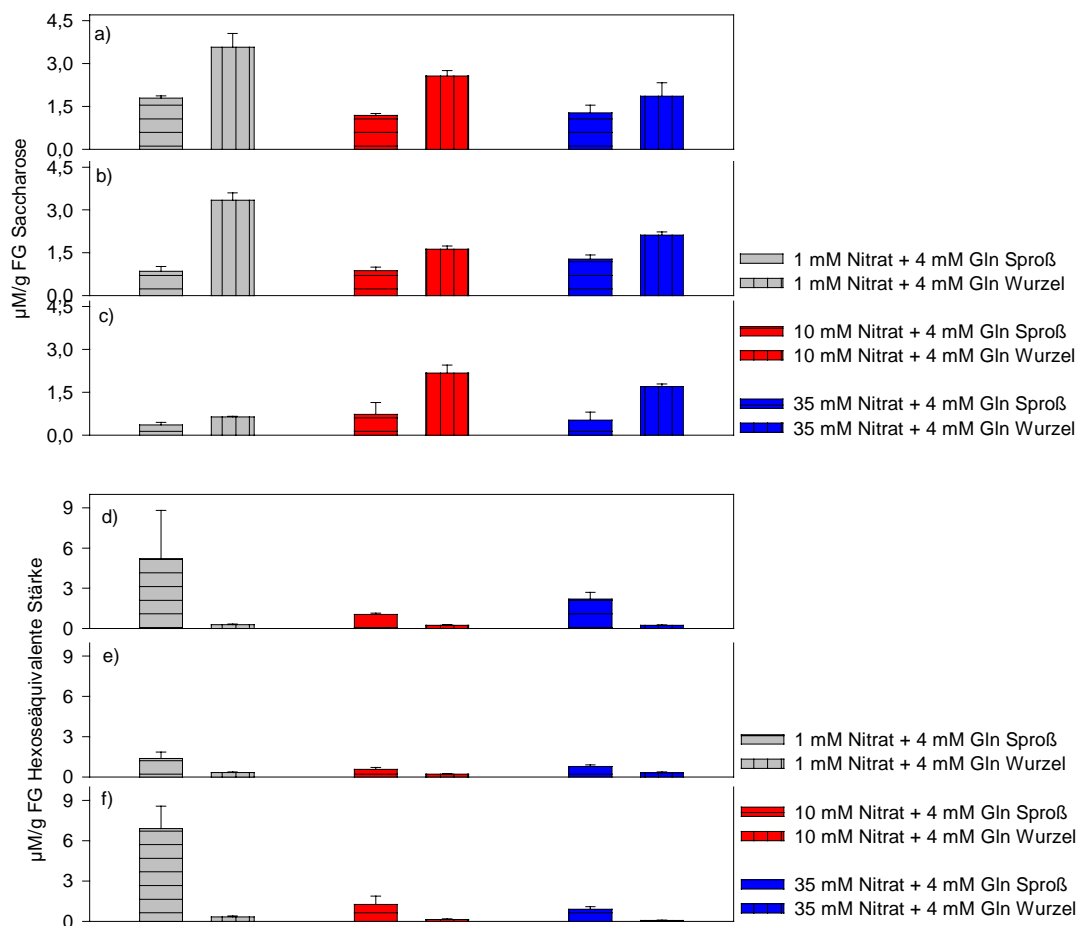 4,5
a)
3,0
1,5
0,0
4,5
b)
3,0
1,5
0,0
4,5
c)
3,0
1,5
0,0
µM/g FG Saccharose
1 mM Nitrat + 4 mM Gln Sproß
1 mM Nitrat + 4 mM Gln Wurzel
10 mM Nitrat + 4 mM Gln Sproß
10 mM Nitrat + 4 mM Gln Wurzel
35 mM Nitrat + 4 mM Gln Sproß
35 mM Nitrat + 4 mM Gln Wurzel
9
d)
6
3
0
e)
9
6
3
0
f)
9
6
3
0
µM/g FG Hexoseäquivalente Stärke
1 mM Nitrat + 4 mM Gln Sproß
1 mM Nitrat + 4 mM Gln Wurzel
10 mM Nitrat + 4 mM Gln Sproß
10 mM Nitrat + 4 mM Gln Wurzel
35 mM Nitrat + 4 mM Gln Sproß
35 mM Nitrat + 4 mM Gln Wurzel